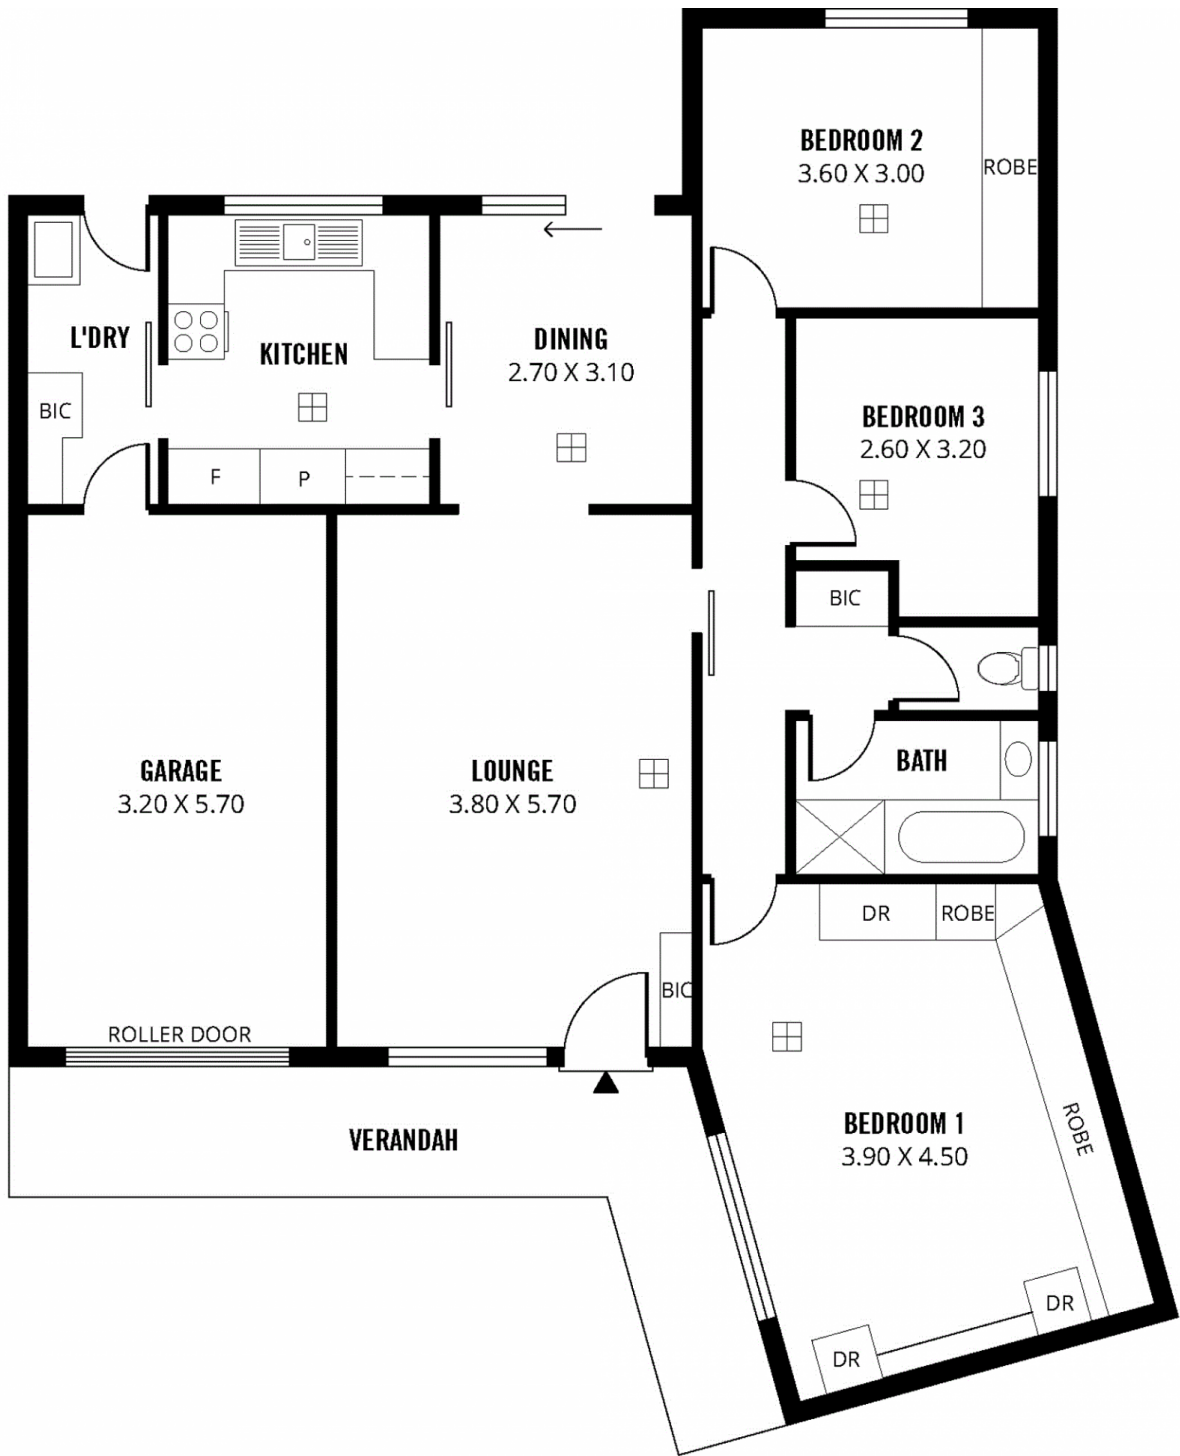 BEDROOM 2
3.60 X 3.00
ROBE
L'DRY
KITCHEN
DINING
2.70 X 3.10
BIC
F
P
BEDROOM 3
2.60 X 3.20
BIC
GARAGE
3.20 X 5.70
LOUNGE
3.80 X 5.70
BATH
DR
ROBE
BIC
ROLLER DOOR
VERANDAH
BEDROOM 1
3.90 X 4.50
ROBE
DR
DR